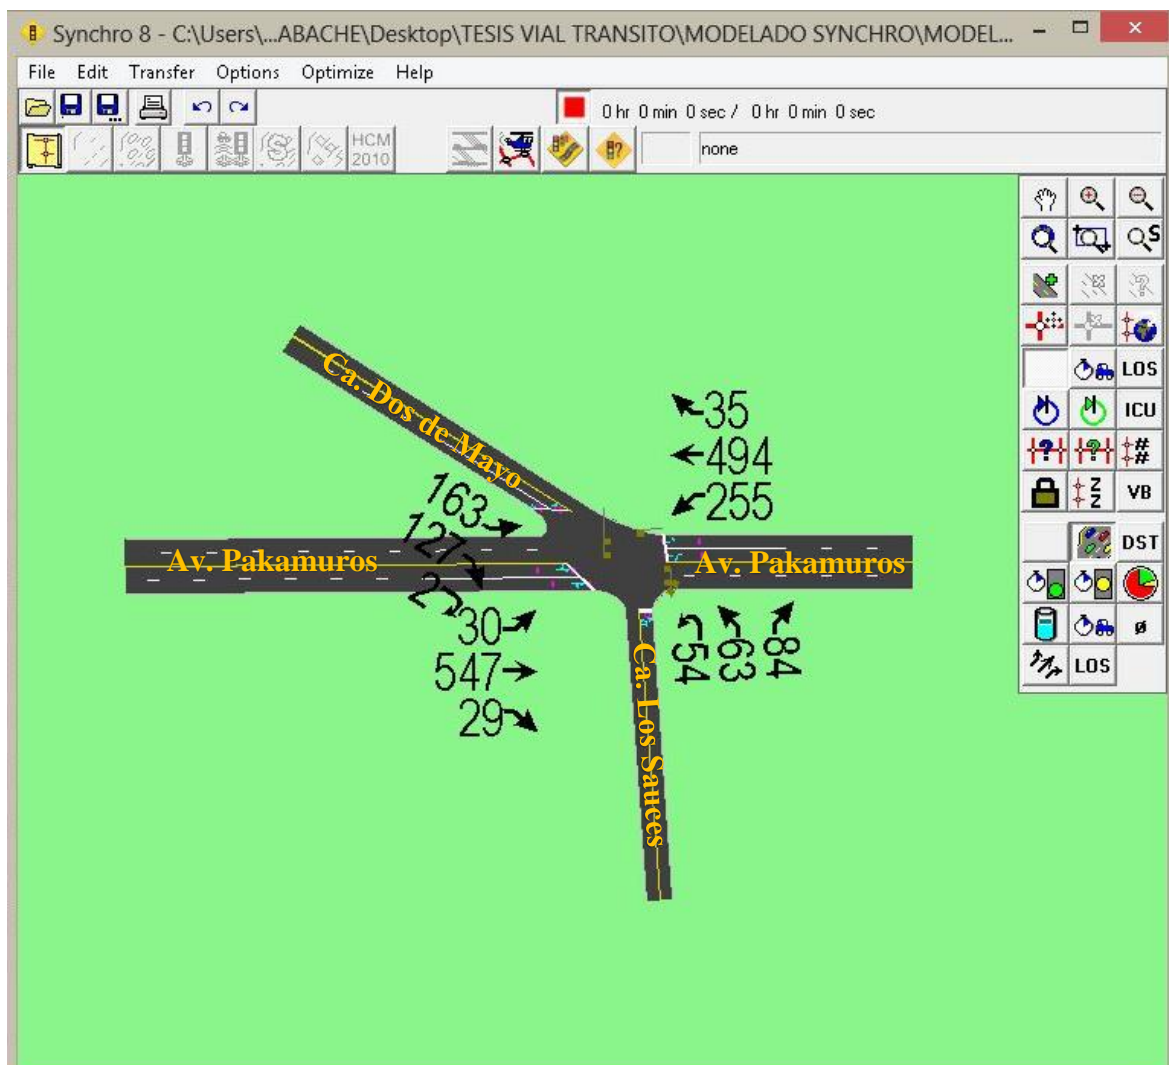 Synchro 8 - C:\Users\...ABACHE\Desktop\TESIS VIAL TRANSITO\MODELADO SYNCHRO\MODEL...
File Edit Transfer Options Optimize Help
0 hr 0 min 0 sec / 0 hr 0 min 0 sec
HCM
2010
none
S
LOS
ICU
##
VB
Z
Z
DST
ø
LOS
Ca. Dos de Mayo
35
494
255
163
127
2
Av. Pakamuros
Av. Pakamuros
30
547
29
54
63
84
Ca. Los Sauces